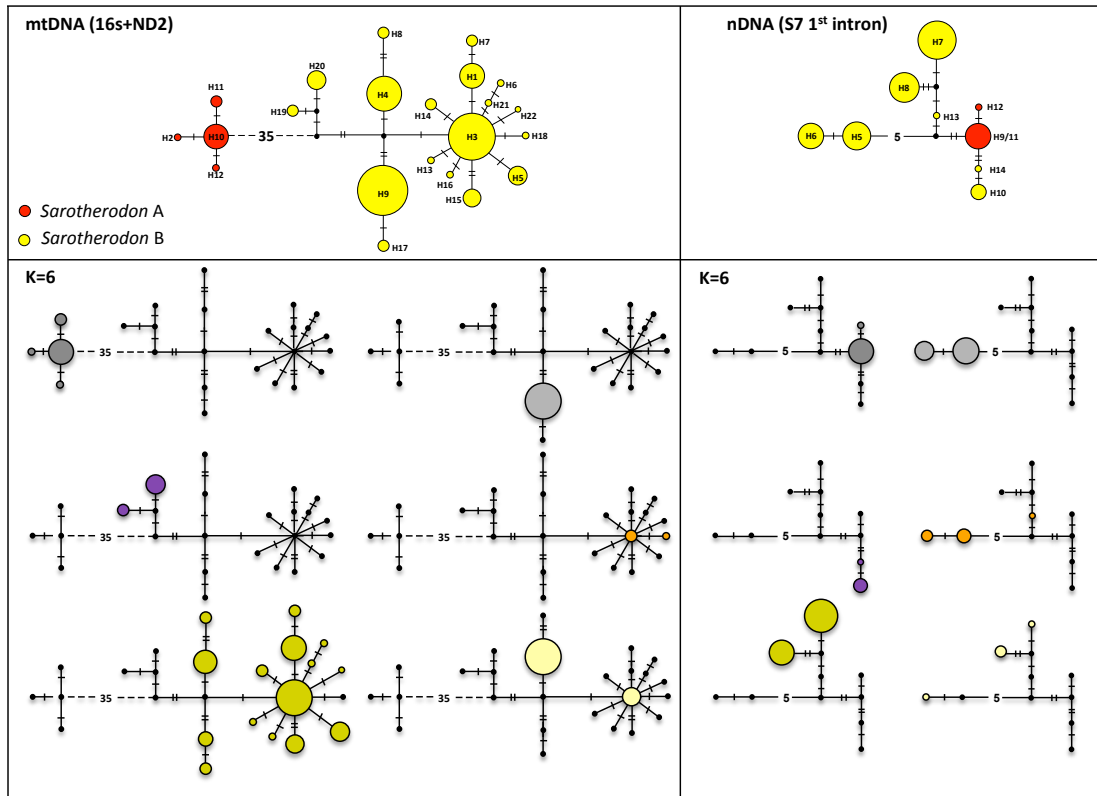 mtDNA (16s+ND2)
H8
H7
H20
H11
H4
H1
H6
H21
H14
H22
H19
H2
H10
35
H3
H18
H12
H13
H16
H5
H9
H15
H17
Sarotherodon A
Sarotherodon B
nDNA (S7 1st intron)
H7
H8
H12
H13
H6
H5
5
H9/11
H14
H10
K=6
35
35
35
35
35
35
K=6
5
5
5
5
5
5